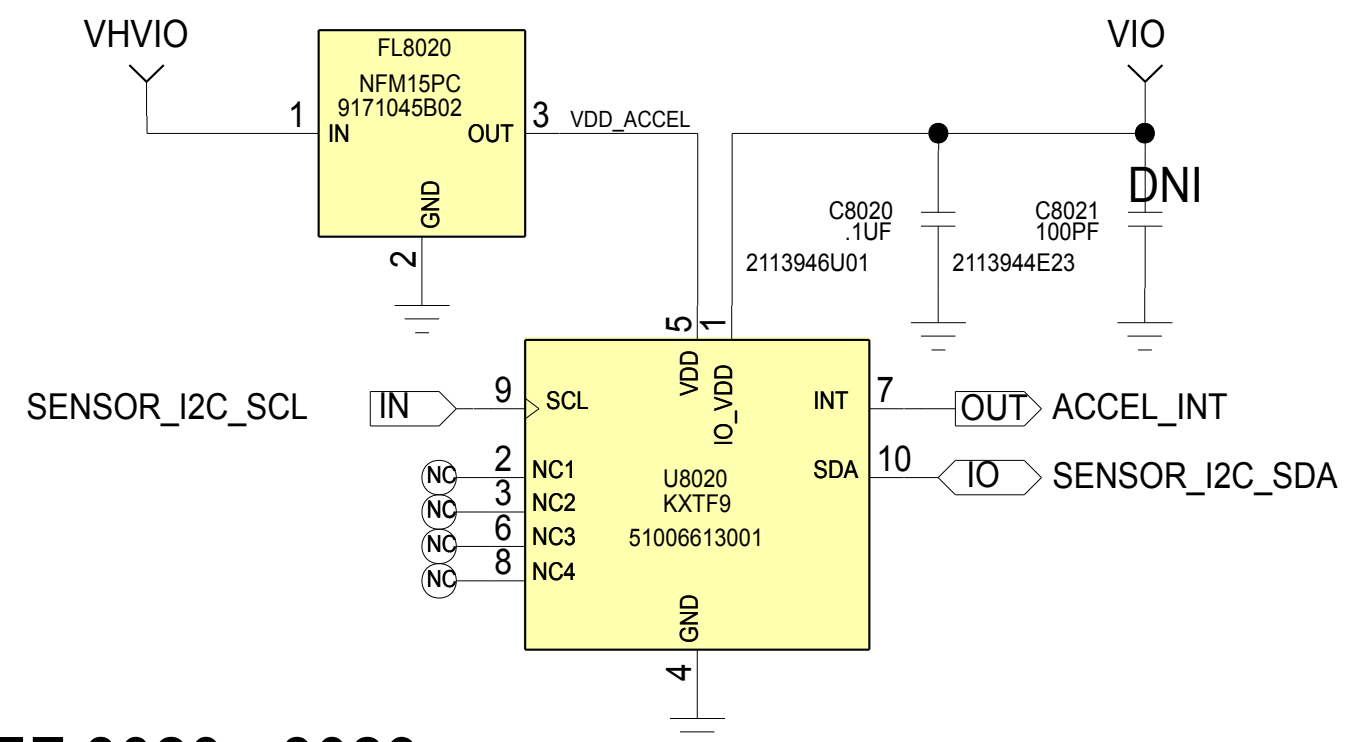 VHVIO
FL8020
NFM15PC
9171045B02
1
IN
OUT
3
VDD_ACCEL
GND
2
VIO
DNI
C8020
.1UF
2113946U01
C8021
100PF
2113944E23
5
1
VDD
IO_VDD
SENSOR_I2C_SCL
IN
9
SCL
INT
7
OUT
ACCEL_INT
NC
2
NC1
NC
3
NC2
NC
6
NC3
NC
8
NC4
U8020
KXTF9
51006613001
SDA
10
IO
SENSOR_I2C_SDA
GND
4